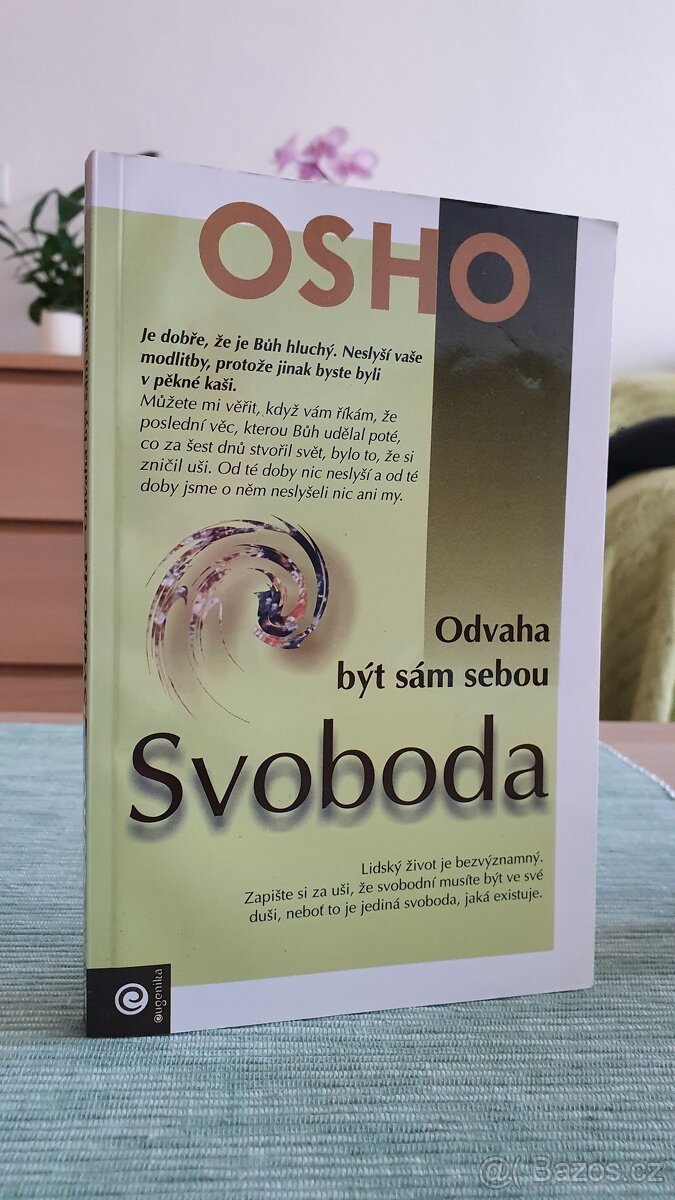 OSHO
Je dobře, že je Bůh hluchý. Neslyší vaše
modlitby, protože jinak byste byli
v pěkné kaši.
Můžete mi věřit, když vám říkám, že
poslední věc, kterou Bůh udělal poté,
co za šest dnů stvořil svět, bylo to, že si
zničil uši. Od té doby nic neslyší a od té
doby jsme o něm neslyšeli nic ani my.
Odvaha
být sám sebou
Svoboda
Lidský život je bezvýznamný.
Zapište si za uši, že svobodní musíte být ve své
duši, neboť to je jediná svoboda, jaká existuje.
eugenika
@( Bazos.cz